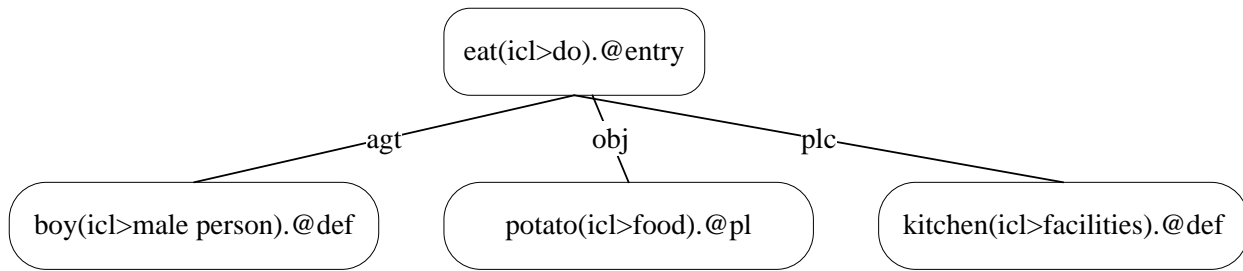 eat(icl>do).@entry
agt
obj
plc
boy(icl>male person).@def
potato(icl>food).@pl
kitchen(icl>facilities).@def